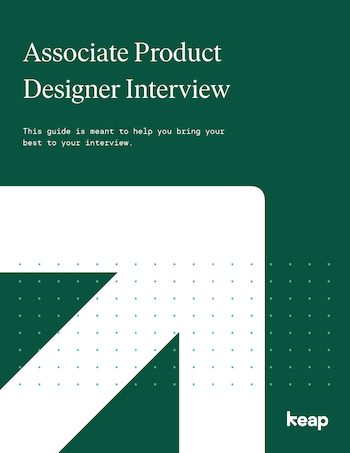 Associate Product
Designer Interview
This guide is meant to help you bring your
best to your interview.
keap